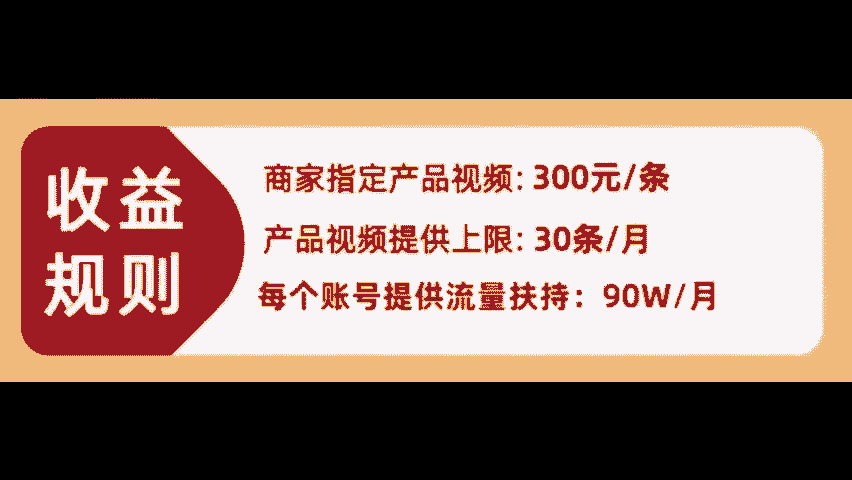 收益
规则
商家指定产品视频: 300元/条
产品视频提供上限: 30条/月
每个账号提供流量扶持：90W/月